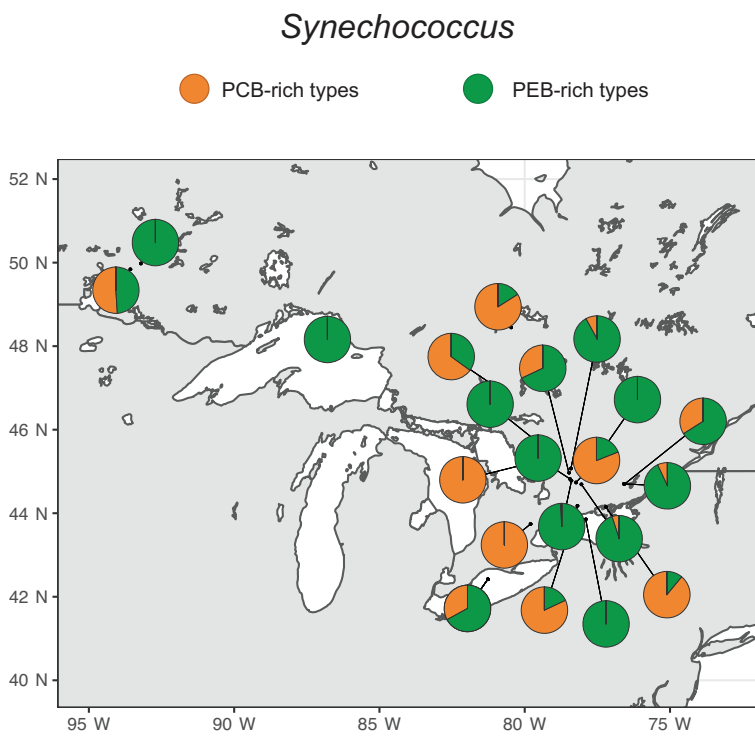 Synechococcus
PCB-rich types PEB-rich types
52 N
50 N
48 N
46 N
44 N
42 N
40 N
95 W 90 W 85 W 80 W 75 W